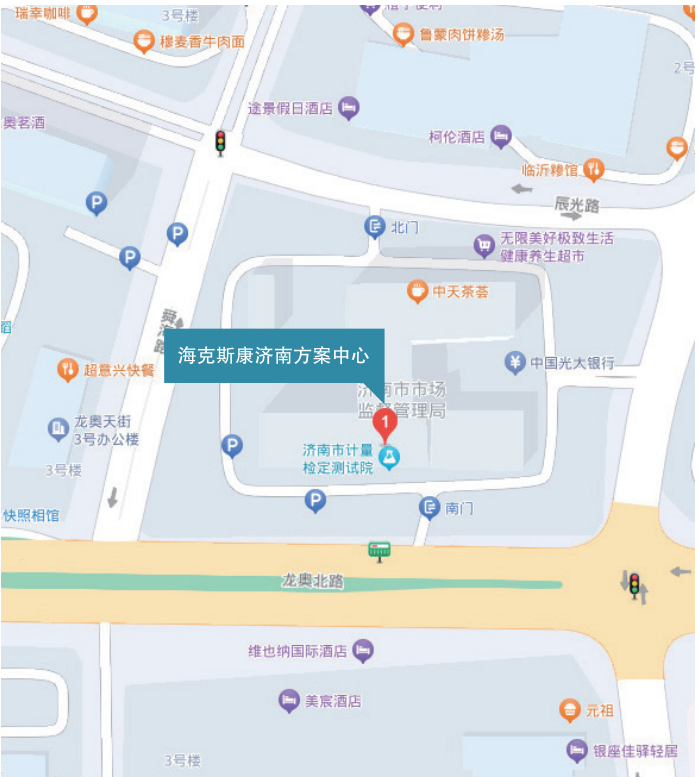 瑞幸咖啡
3号楼
穆麦香牛肉面
鲁蒙肉饼糁汤
2号
途景假日酒店
奥茗酒
柯伦酒店
临沂糁馆
辰光路
P
P
P
北门
无限美好极致生活
健康养生超市
中天茶荟
舜海路
海克斯康济南方案中心
超意兴快餐
中国光大银行
济南市市场
监督管理局
1
龙奥天街
3号办公楼
3号楼
P
济南市计量
检定测试院
P
南门
快照相馆
龙奥北路
维也纳国际酒店
美宸酒店
元祖
银座佳驿轻居
3号楼